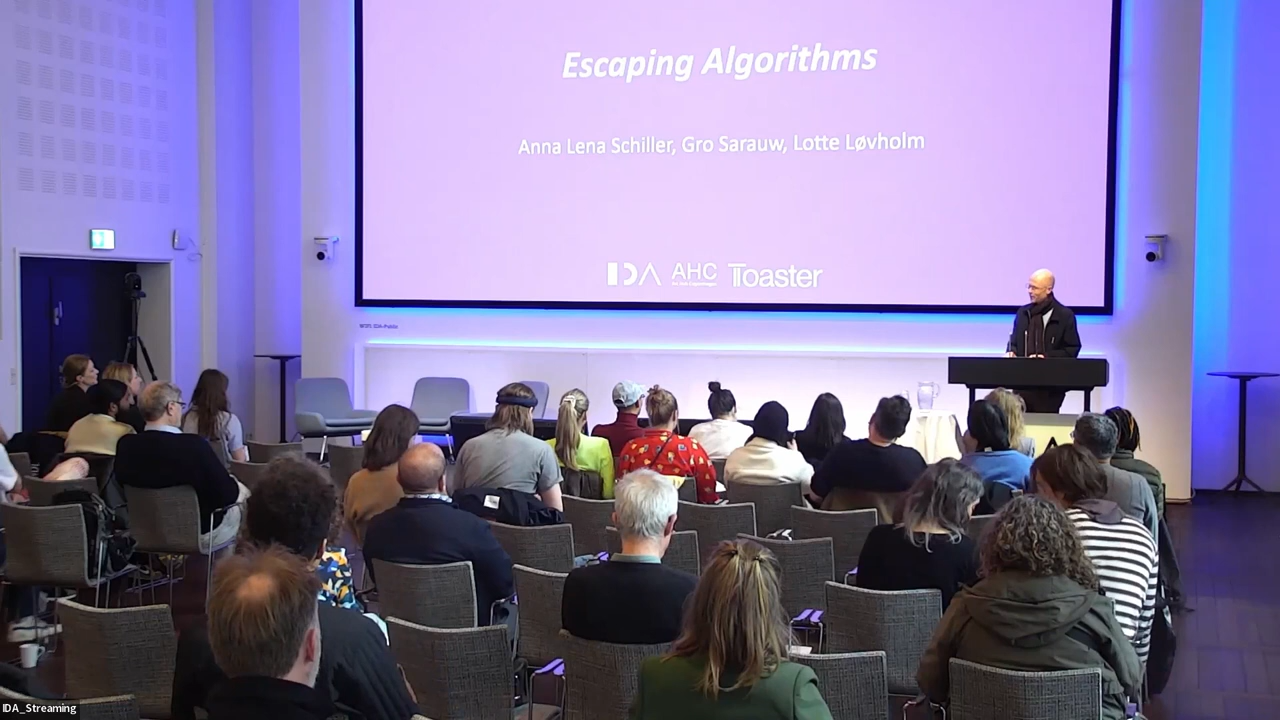 Escaping Algorithms
Anna Lena Schiller, Gro Sarauw, Lotte Løvholm
IDA AHC Toaster
IDA_Streaming